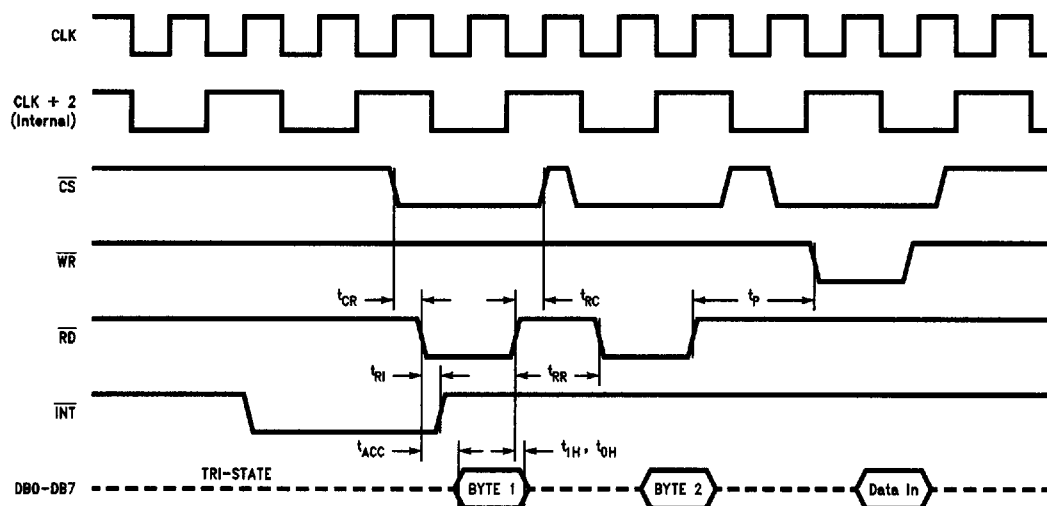 CLK
CLK + 2
(Internal)
CS
WR
tCR
tRC
tP
RD
tRI
tRR
INT
tACC
t1H, t0H
TRI-STATE
DB0-DB7
BYTE 1
BYTE 2
Data In